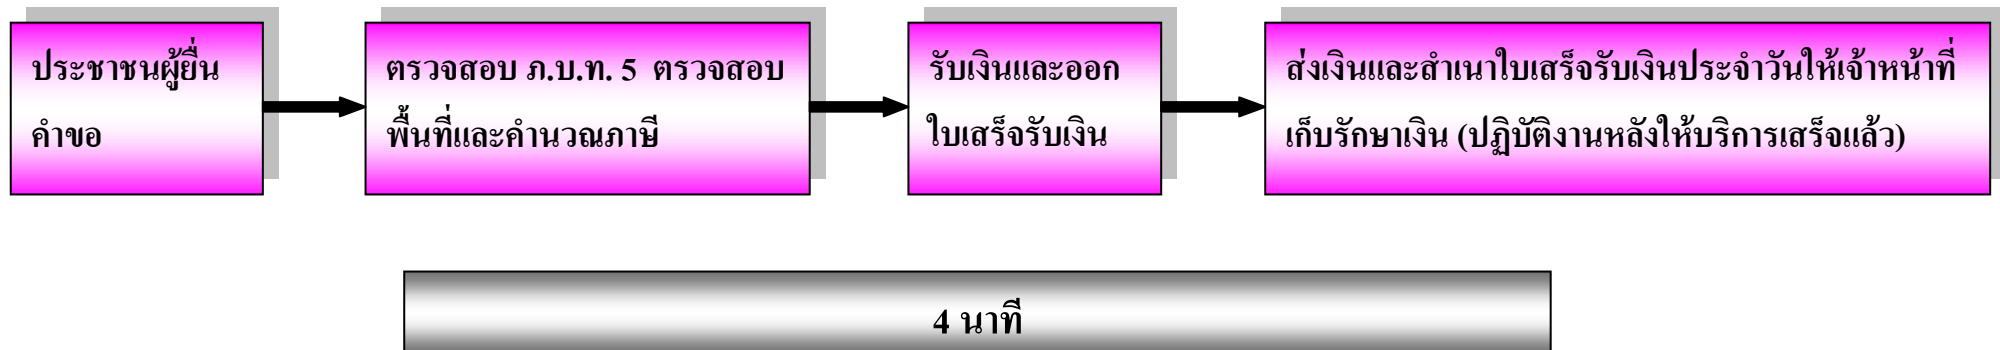 ประชาชนผู้ยื่น
คำขอ
ตรวจสอบ ภ.บ.ท. 5 ตรวจสอบ
พื้นที่และคำนวณภาษี
รับเงินและออก
ใบเสร็จรับเงิน
ส่งเงินและสำเนาใบเสร็จรับเงินประจำวันให้เจ้าหน้าที่
เก็บรักษาเงิน (ปฏิบัติงานหลังให้บริการเสร็จแล้ว)
4 นาที